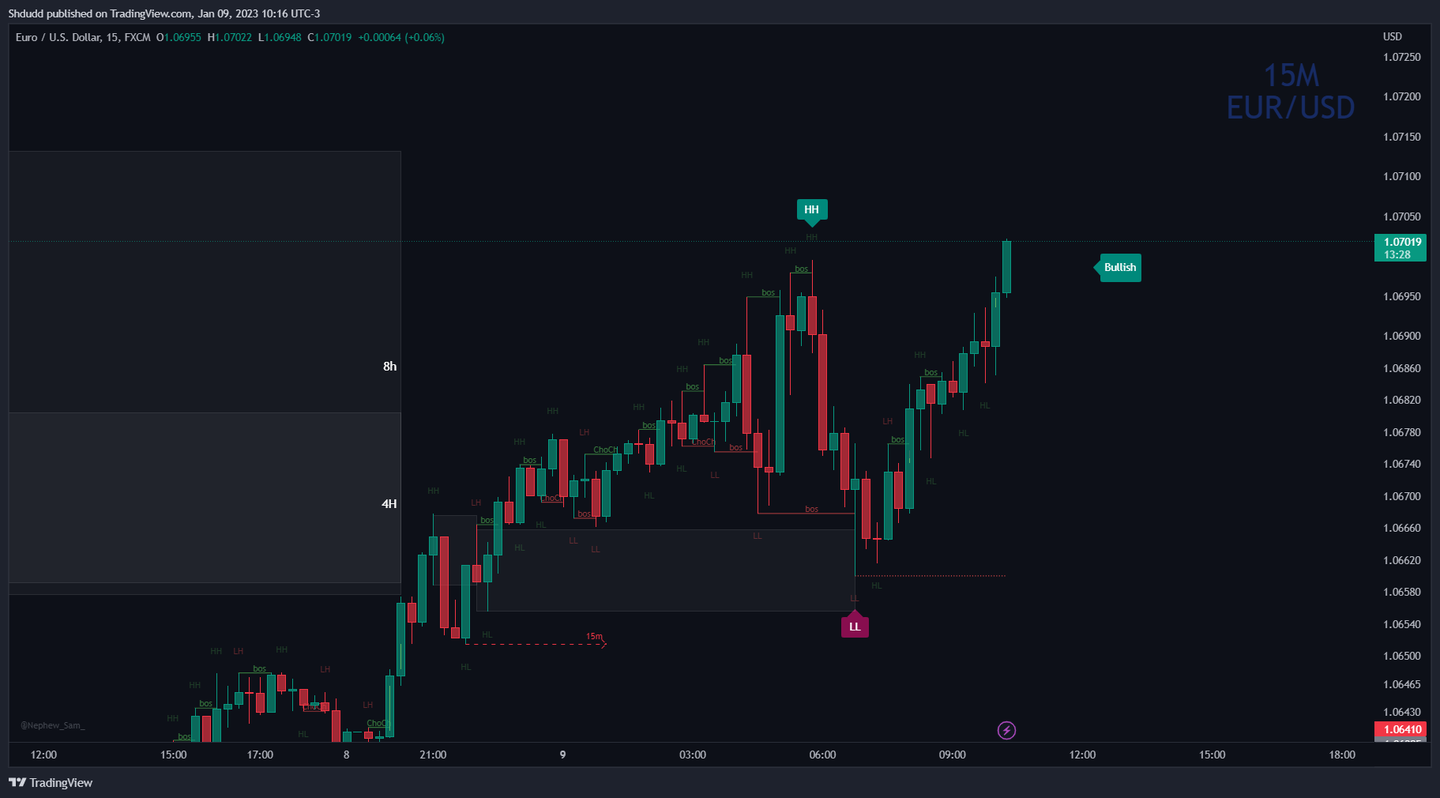 Shdudd published on TradingView.com, Jan 09, 2023 10:16 UTC-3
Euro / U.S. Dollar, 15, FXCM O1.06955 H1.07022 L1.06948 C1.07019 +0.00064 (+0.06%)
USD
1.07250
15M
EUR/USD
1.07200
1.07150
1.07100
1.07050
HH
HH
1.07019
13:28
HH
Bullish
bos
HH
bos
1.06950
1.06900
HH
HH
bos
8h
1.06860
HH
bos
bos
1.06820
HH
HH
HL
LH
LH
bos
HL
1.06780
HH
ChoCh
bos
bos
ChoCh
bos
1.06740
bos
HL
LL
HL
HH
HL
1.06700
LH
ChoCh
4H
bos
bos
bos
HL
1.06660
HL
LL
LL
LL
1.06620
HL
LL
1.06580
HL
15m
LL
1.06540
HH
LH
HH
HL
1.06500
bos
LH
HH
1.06465
bos
ChoCh
LH
HH
1.06430
@Nephew_Sam_
bos
HL
ChoCh
1.06410
12:00
15:00
17:00
8
21:00
9
03:00
06:00
09:00
12:00
15:00
18:00
TradingView